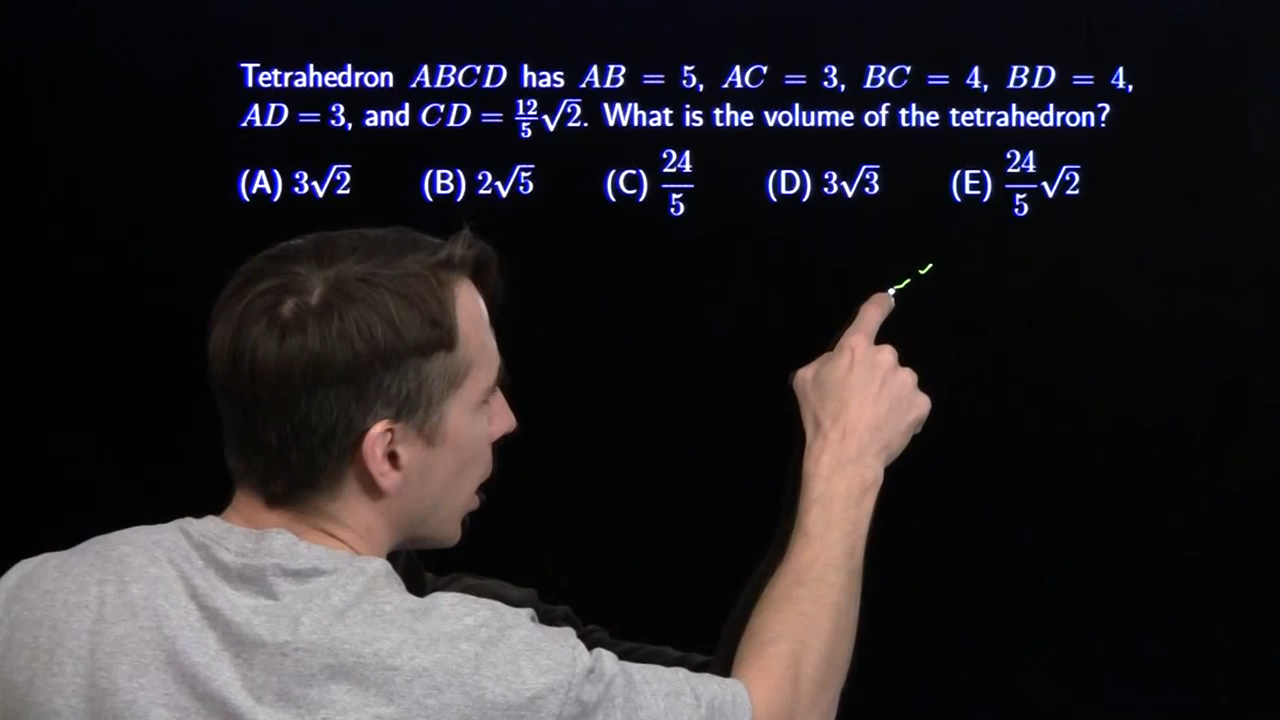 Tetrahedron ABCD has AB = 5, AC = 3, BC = 4, BD = 4,
AD = 3, and CD = 12/5√2. What is the volume of the tetrahedron?
(A) 3√2 (B) 2√5 (C) 24/5 (D) 3√3 (E) 24/5√2